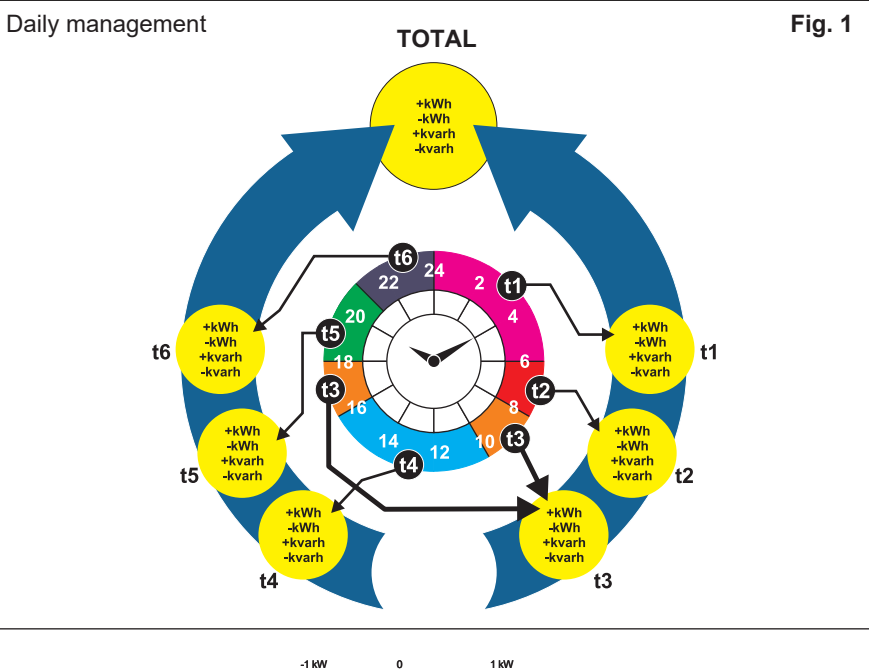 Daily management
Fig. 1
TOTAL
+kWh
-kWh
+kvarh
-kvarh
t6
24
22
2
t1
20
4
t5
18
6
t3
t2
16
8
14
12
10
t3
t4
+kWh
-kWh
+kvarh
-kvarh
t6
+kWh
-kWh
+kvarh
-kvarh
t1
+kWh
-kWh
+kvarh
-kvarh
t5
+kWh
-kWh
+kvarh
-kvarh
t2
+kWh
-kWh
+kvarh
-kvarh
t4
+kWh
-kWh
+kvarh
-kvarh
t3
-1 kW 0 1 kW